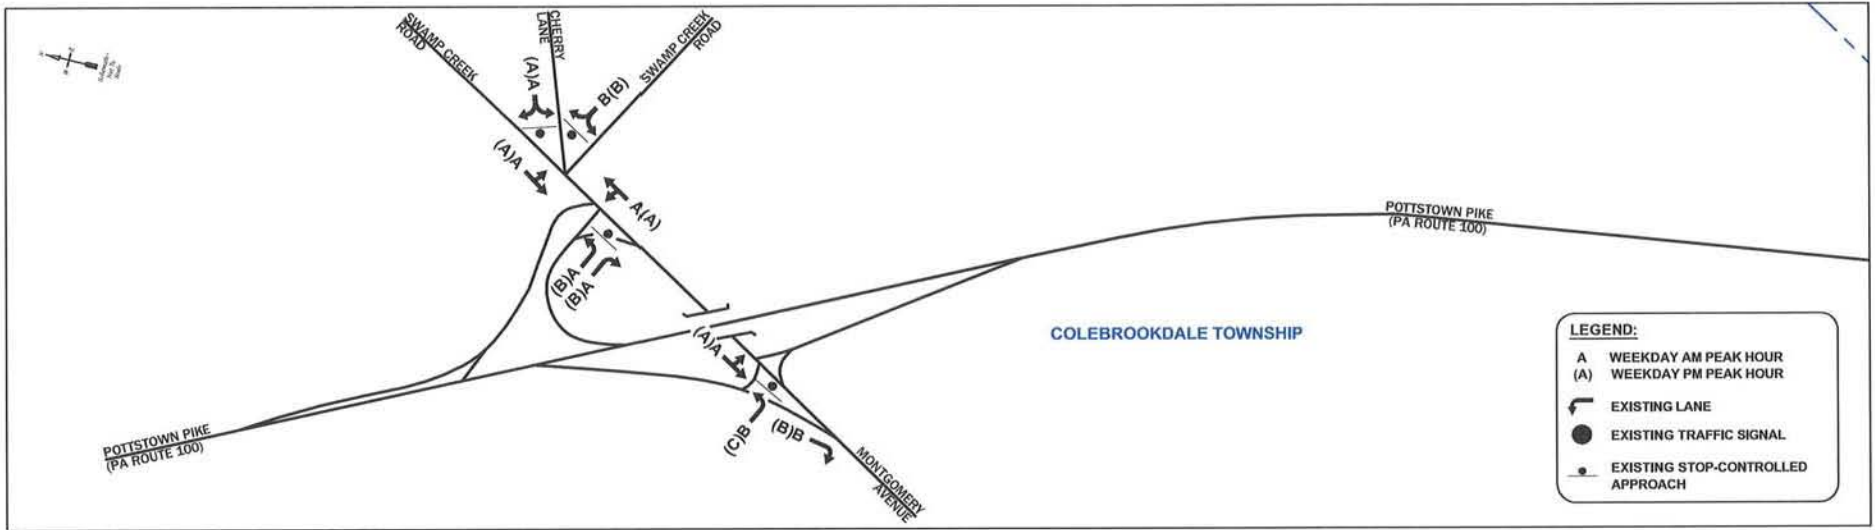 SWAMP CREEK
ROAD
CHERRY
LANE
SWAMP CREEK
ROAD
(A)A
B(B)
(A)A
A(A)
(B)A
(B)A
POTTSTOWN PIKE
(PA ROUTE 100)
COLEBROOKDALE TOWNSHIP
(A)A
(C)B
(B)B
POTTSTOWN PIKE
(PA ROUTE 100)
MONTGOMERY
AVENUE
LEGEND:
A WEEKDAY AM PEAK HOUR
(A) WEEKDAY PM PEAK HOUR
EXISTING LANE
EXISTING TRAFFIC SIGNAL
EXISTING STOP-CONTROLLED
APPROACH